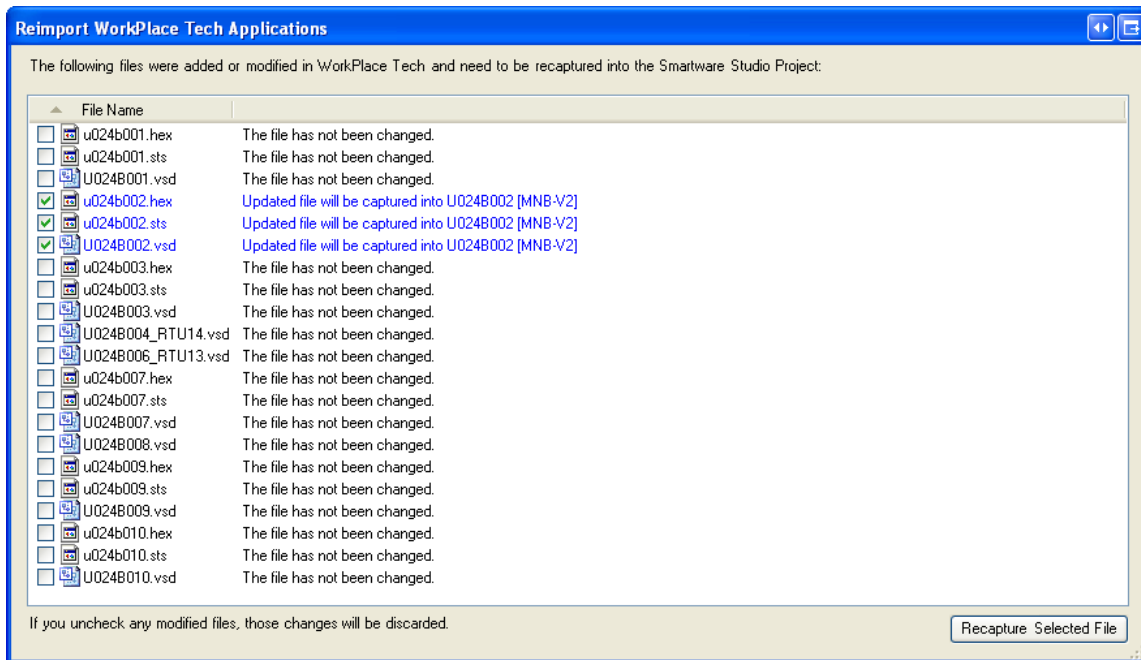 Reimport WorkPlace Tech Applications
The following files were added or modified in WorkPlace Tech and need to be recaptured into the Smartware Studio Project:
File Name
u024b001.hex The file has not been changed.
u024b001.sts The file has not been changed.
U024B001.vsd The file has not been changed.
u024b002.hex Updated file will be captured into U024B002 [MNB-V2]
u024b002.sts Updated file will be captured into U024B002 [MNB-V2]
U024B002.vsd Updated file will be captured into U024B002 [MNB-V2]
u024b003.hex The file has not been changed.
u024b003.sts The file has not been changed.
U024B003.vsd The file has not been changed.
U024B004_RTU14.vsd The file has not been changed.
U024B006_RTU13.vsd The file has not been changed.
u024b007.hex The file has not been changed.
u024b007.sts The file has not been changed.
U024B007.vsd The file has not been changed.
U024B008.vsd The file has not been changed.
u024b009.hex The file has not been changed.
u024b009.sts The file has not been changed.
U024B009.vsd The file has not been changed.
u024b010.hex The file has not been changed.
u024b010.sts The file has not been changed.
U024B010.vsd The file has not been changed.
If you uncheck any modified files, those changes will be discarded.
Recapture Selected File